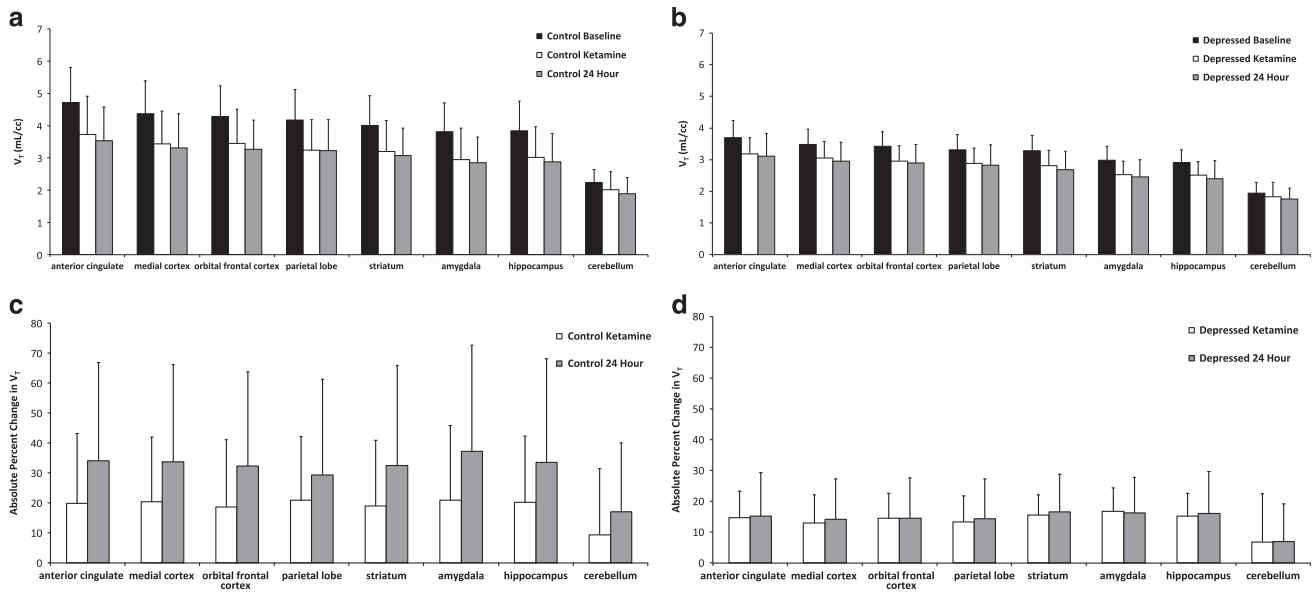 a
7
6
5
4
3
2
1
0
V_T (mL/cc)
Control Baseline
Control Ketamine
Control 24 Hour
anterior cingulate medial cortex orbital frontal cortex parietal lobe striatum amygdala hippocampus cerebellum
b
7
6
5
4
3
2
1
0
V_T (mL/cc)
Depressed Baseline
Depressed Ketamine
Depressed 24 Hour
anterior cingulate medial cortex orbital frontal cortex parietal lobe striatum amygdala hippocampus cerebellum
c
80
70
60
50
40
30
20
10
0
Absolute Percent Change in V_T
Control Ketamine
Control 24 Hour
anterior cingulate medial cortex orbital frontal parietal lobe striatum amygdala hippocampus cerebellum
cortex
d
80
70
60
50
40
30
20
10
0
Absolute Percent Change in V_T
Depressed Ketamine
Depressed 24 Hour
anterior cingulate medial cortex orbital frontal parietal lobe striatum amygdala hippocampus cerebellum
cortex